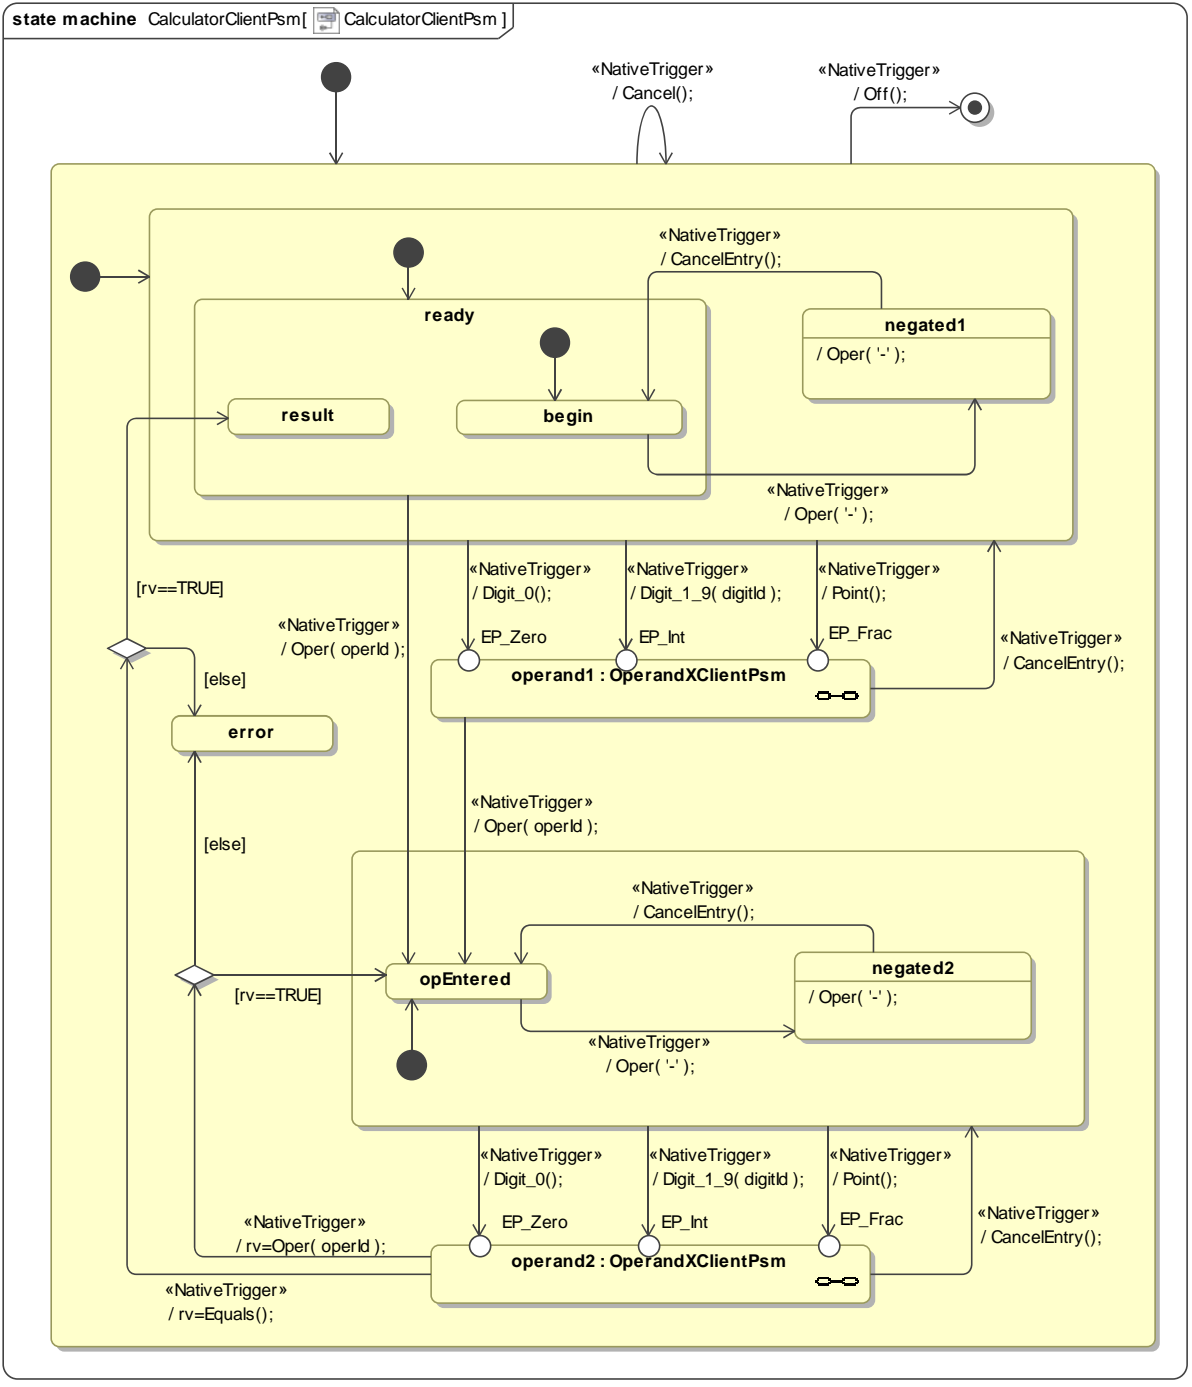 state machine CalculatorClientPsm[ CalculatorClientPsm ]
«NativeTrigger»
/ Cancel();
«NativeTrigger»
/ Off();
«NativeTrigger»
/ CancelEntry();
ready
negated1
/ Oper( '-' );
result
begin
«NativeTrigger»
/ Oper( '-' );
[rv==TRUE]
«NativeTrigger»
/ Digit_0();
«NativeTrigger»
/ Digit_1_9( digitId );
«NativeTrigger»
/ Point();
«NativeTrigger»
/ Oper( operId );
EP_Zero
EP_Int
EP_Frac
«NativeTrigger»
/ CancelEntry();
operand1 : OperandXClientPsm
[else]
error
«NativeTrigger»
/ Oper( operId );
[else]
«NativeTrigger»
/ CancelEntry();
opEntered
negated2
/ Oper( '-' );
[rv==TRUE]
«NativeTrigger»
/ Oper( '-' );
«NativeTrigger»
/ Digit_0();
«NativeTrigger»
/ Digit_1_9( digitId );
«NativeTrigger»
/ Point();
EP_Zero
EP_Int
EP_Frac
«NativeTrigger»
/ CancelEntry();
«NativeTrigger»
/ rv=Oper( operId );
operand2 : OperandXClientPsm
«NativeTrigger»
/ rv=Equals();